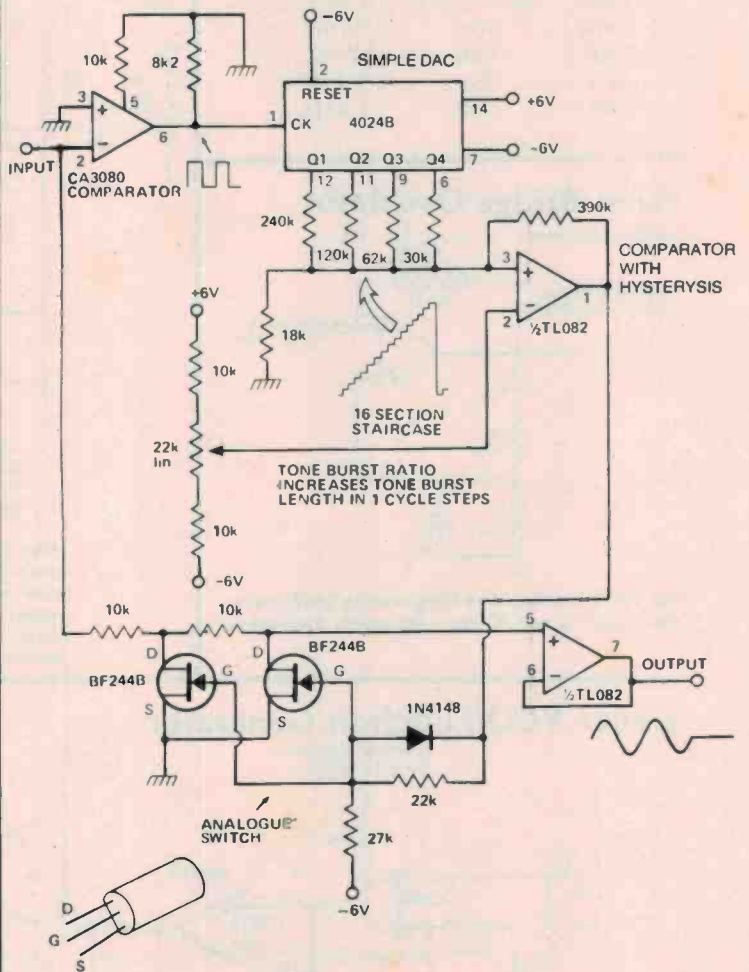 –6V
10k
8k2
SIMPLE DAC
2
RESET
14
+6V
3
+
5
1
CK
4024B
6
–
7
–6V
INPUT
2
Q1 Q2 Q3 Q4
CA3080
COMPARATOR
12 11 9 6
240k
390k
120k 62k 30k
3
+
COMPARATOR
WITH
HYSTERYSIS
+6V
1
–
18k
2
½TL082
10k
16 SECTION
STAIRCASE
22k
lin
TONE BURST RATIO
INCREASES TONE BURST
LENGTH IN 1 CYCLE STEPS
10k
–6V
10k
10k
5
+
D
BF244B
D
7
OUTPUT
BF244B
G
G
6
–
½TL082
S
S
1N4148
22k
ANALOGUE
SWITCH
27k
–6V
D
G
S